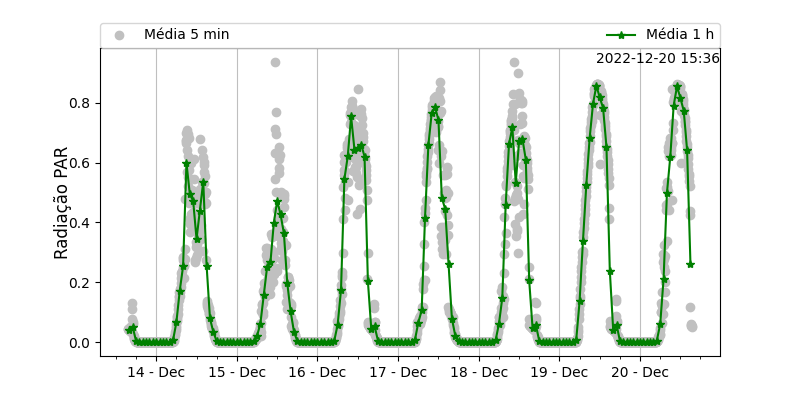 Média 5 min
Média 1 h
2022-12-20 15:36
Radiação PAR
0.8
0.6
0.4
0.2
0.0
14 - Dec
15 - Dec
16 - Dec
17 - Dec
18 - Dec
19 - Dec
20 - Dec